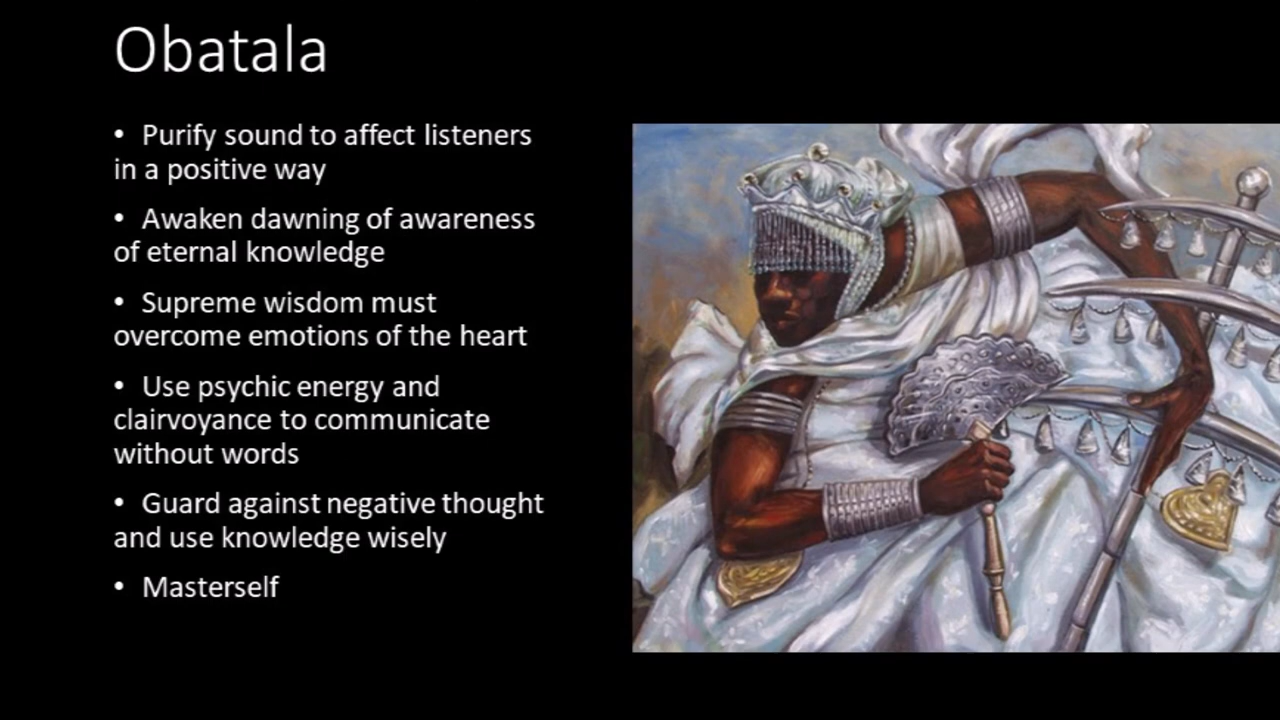 Obatala
• Purify sound to affect listeners
in a positive way
• Awaken dawning of awareness
of eternal knowledge
• Supreme wisdom must
overcome emotions of the heart
• Use psychic energy and
clairvoyance to communicate
without words
• Guard against negative thought
and use knowledge wisely
• Masterself